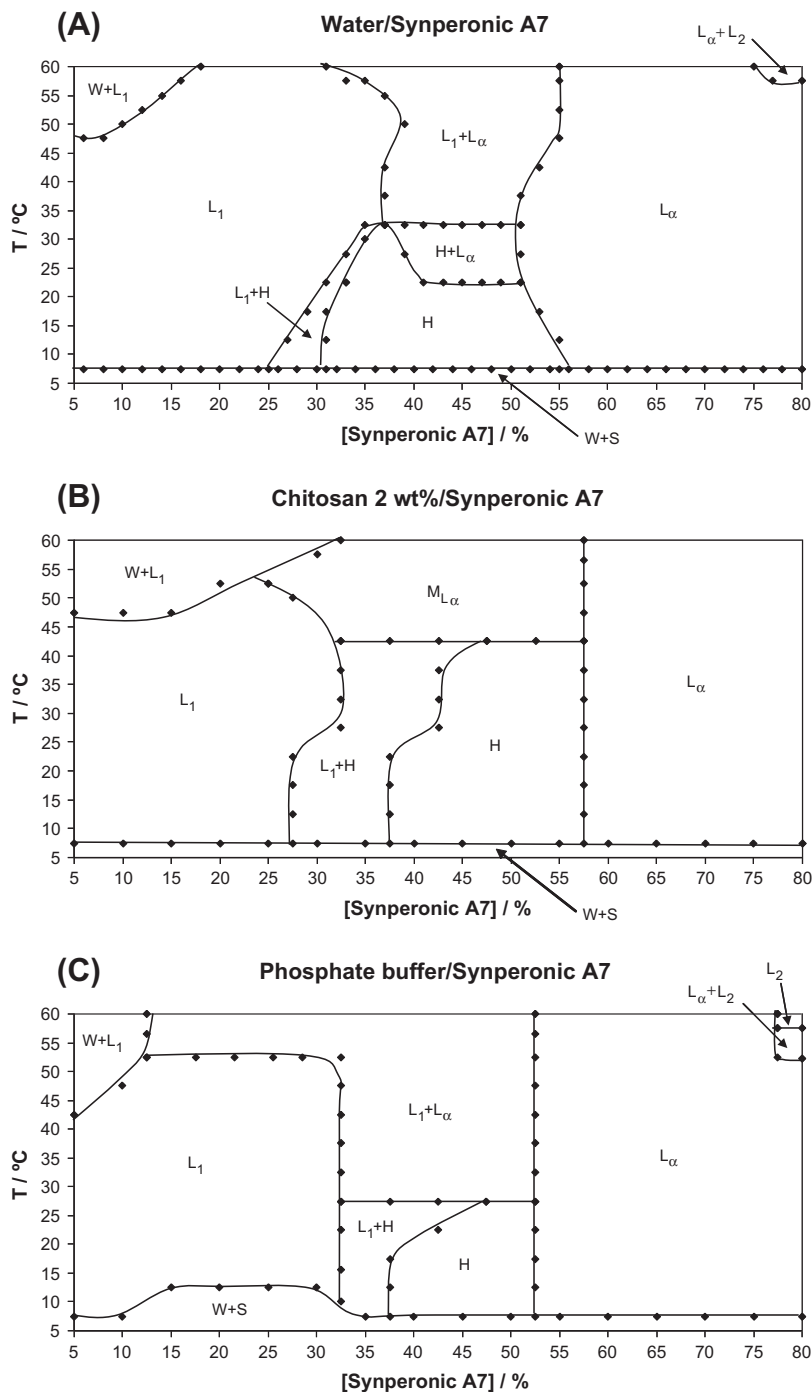 (A)
Water/Synperonic A7
Lα+L2
60
55
50
45
40
35
30
25
20
15
10
5
T / ºC
W+L1
L1+Lα
L1
Lα
H+Lα
L1+H
H
5 10 15 20 25 30 35 40 45 50 55 60 65 70 75 80
[Synperonic A7] / %
W+S
(B)
Chitosan 2 wt%/Synperonic A7
60
55
50
45
40
35
30
25
20
15
10
5
T / ºC
W+L1
MLα
L1
Lα
H
L1+H
5 10 15 20 25 30 35 40 45 50 55 60 65 70 75 80
[Synperonic A7] / %
W+S
(C)
Phosphate buffer/Synperonic A7
L2
Lα+L2
60
55
50
45
40
35
30
25
20
15
10
5
T / ºC
W+L1
L1+Lα
L1
Lα
L1+H
H
W+S
5 10 15 20 25 30 35 40 45 50 55 60 65 70 75 80
[Synperonic A7] / %